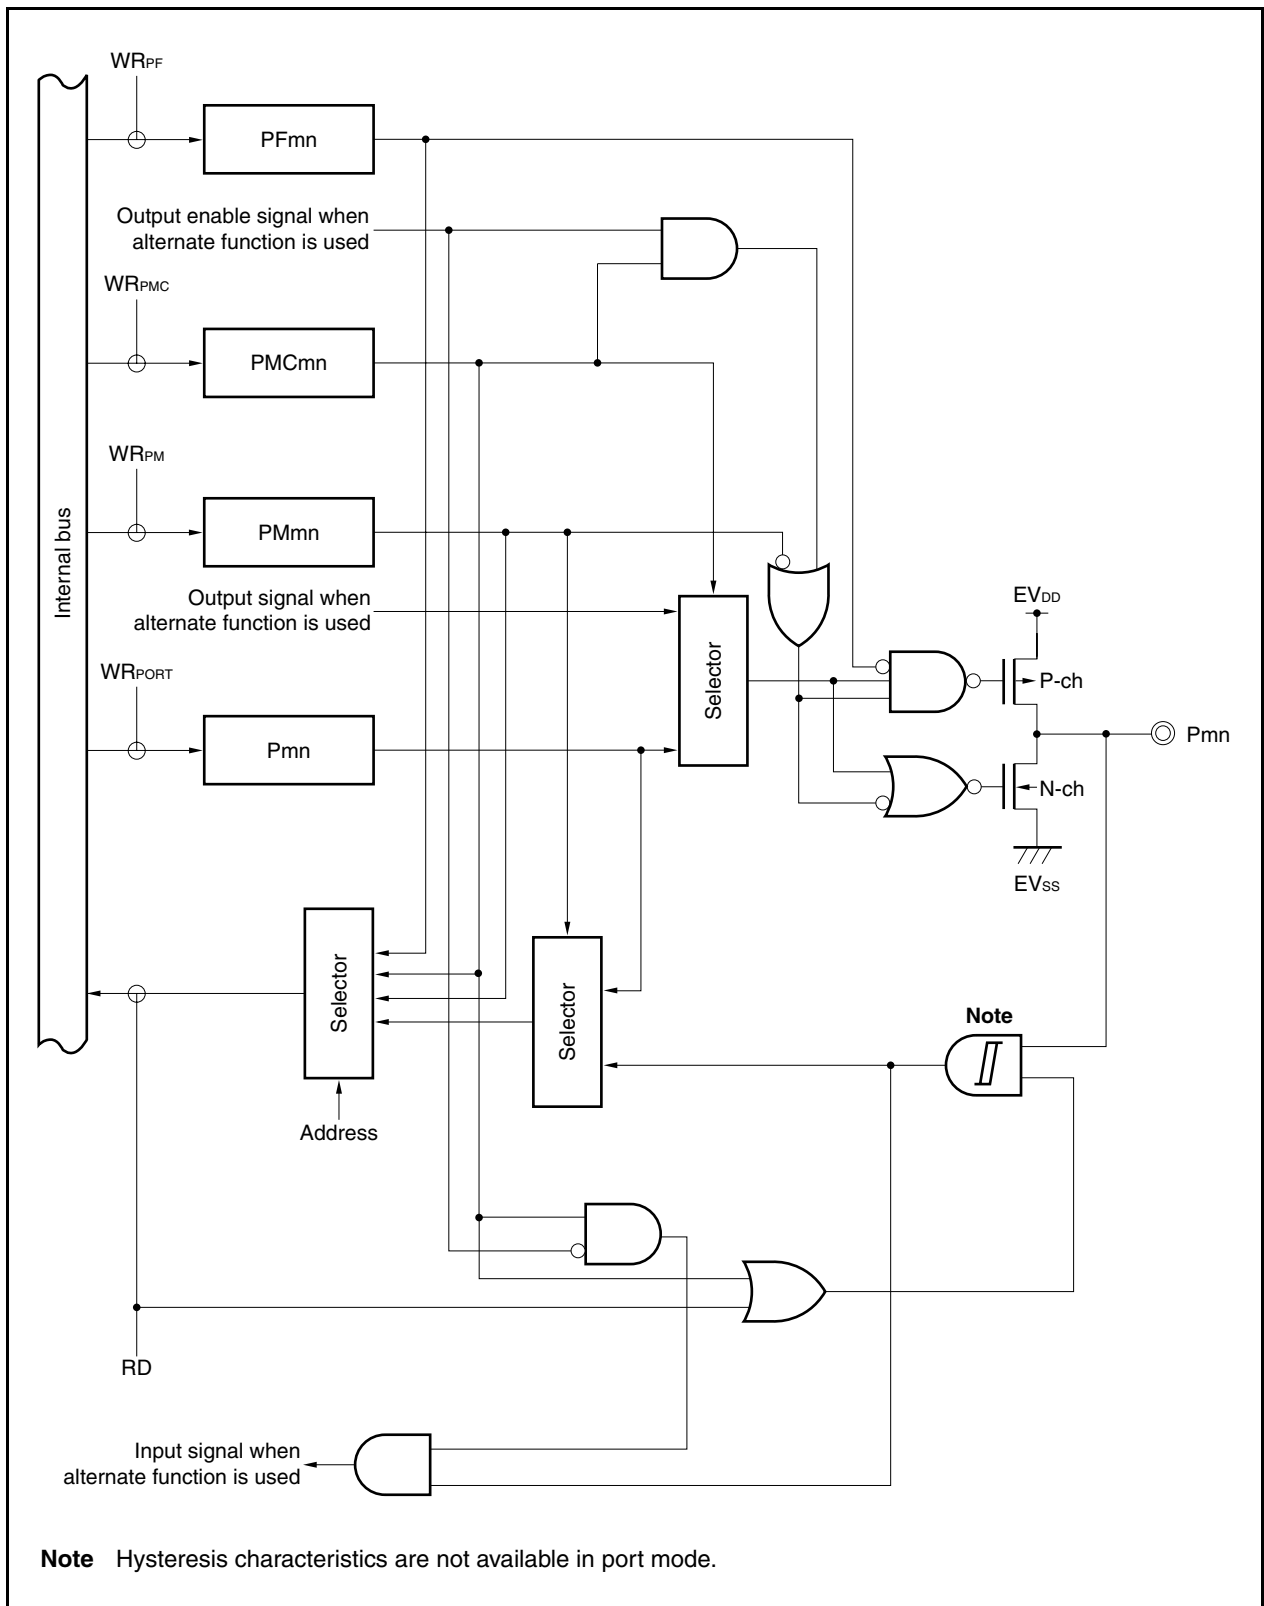 WRPF
PFmn
Output enable signal when
alternate function is used
WRPMC
PMCmn
WRPM
PMmn
Internal bus
Output signal when
alternate function is used
Selector
EVDD
P-ch
WRPORT
Pmn
Pmn
N-ch
EVSS
Selector
Selector
Note
Address
RD
Input signal when
alternate function is used
Note Hysteresis characteristics are not available in port mode.